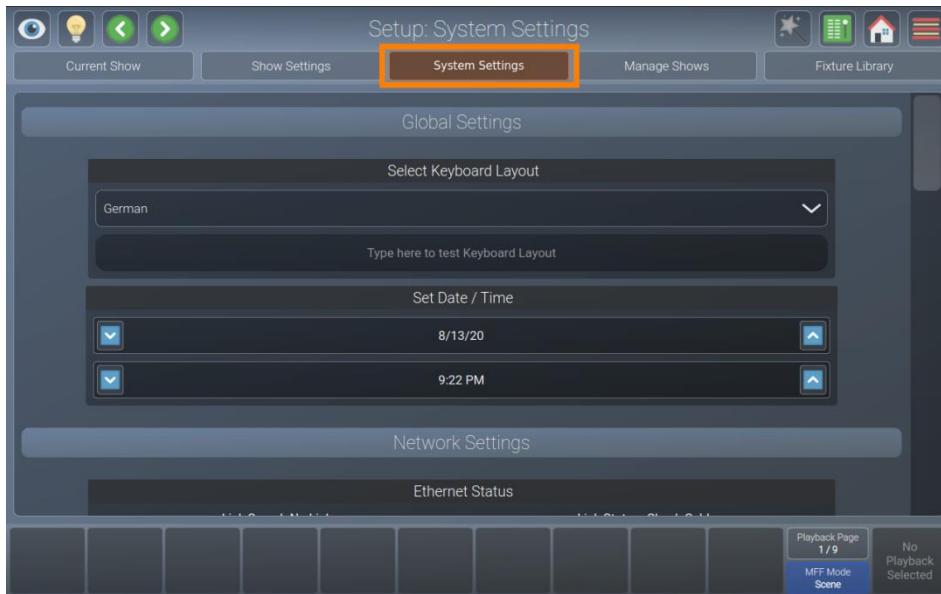 Setup: System Settings
Current Show
Show Settings
System Settings
Manage Shows
Fixture Library
Global Settings
Select Keyboard Layout
German
Type here to test Keyboard Layout
Set Date / Time
8/13/20
9:22 PM
Network Settings
Ethernet Status
Playback Page
1/9
MFF Mode
Scene
No
Playback
Selected